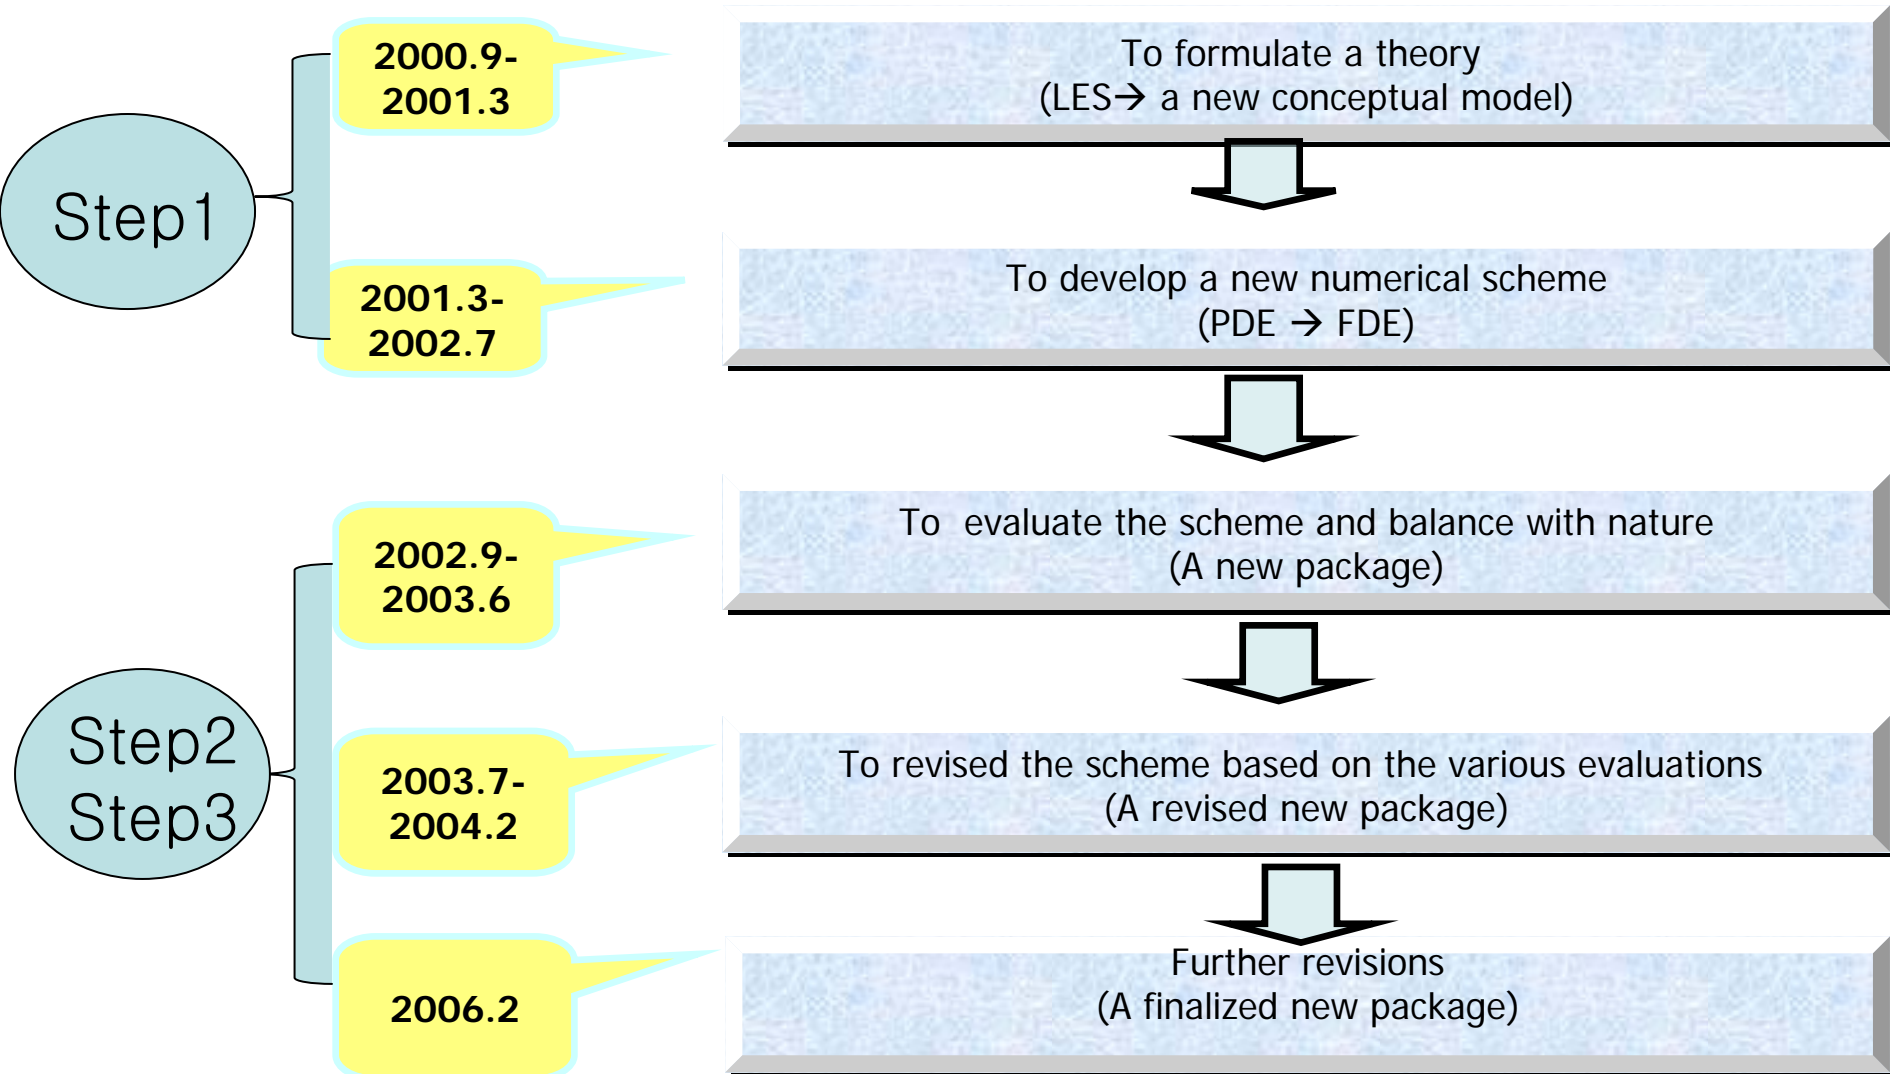 2000.9-
2001.3
To formulate a theory
(LES→ a new conceptual model)
Step1
2001.3-
2002.7
To develop a new numerical scheme
(PDE → FDE)
2002.9-
2003.6
To evaluate the scheme and balance with nature
(A new package)
Step2
Step3
2003.7-
2004.2
To revised the scheme based on the various evaluations
(A revised new package)
2006.2
Further revisions
(A finalized new package)